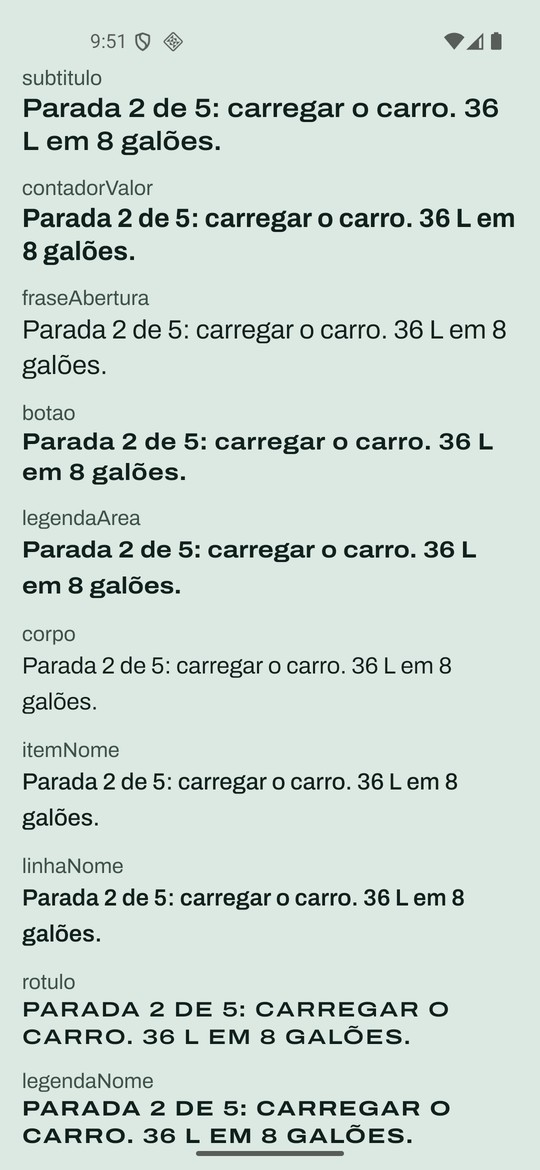 9:51
subtitulo
Parada 2 de 5: carregar o carro. 36
L em 8 galões.
contadorValor
Parada 2 de 5: carregar o carro. 36 L em
8 galões.
fraseAbertura
Parada 2 de 5: carregar o carro. 36 L em 8
galões.
botao
Parada 2 de 5: carregar o carro. 36 L
em 8 galões.
legendaArea
Parada 2 de 5: carregar o carro. 36 L
em 8 galões.
corpo
Parada 2 de 5: carregar o carro. 36 L em 8
galões.
itemNome
Parada 2 de 5: carregar o carro. 36 L em 8
galões.
linhaNome
Parada 2 de 5: carregar o carro. 36 L em 8
galões.
rotulo
PARADA 2 DE 5: CARREGAR O
CARRO. 36 L EM 8 GALÕES.
legendaNome
PARADA 2 DE 5: CARREGAR O
CARRO. 36 L EM 8 GALÕES.